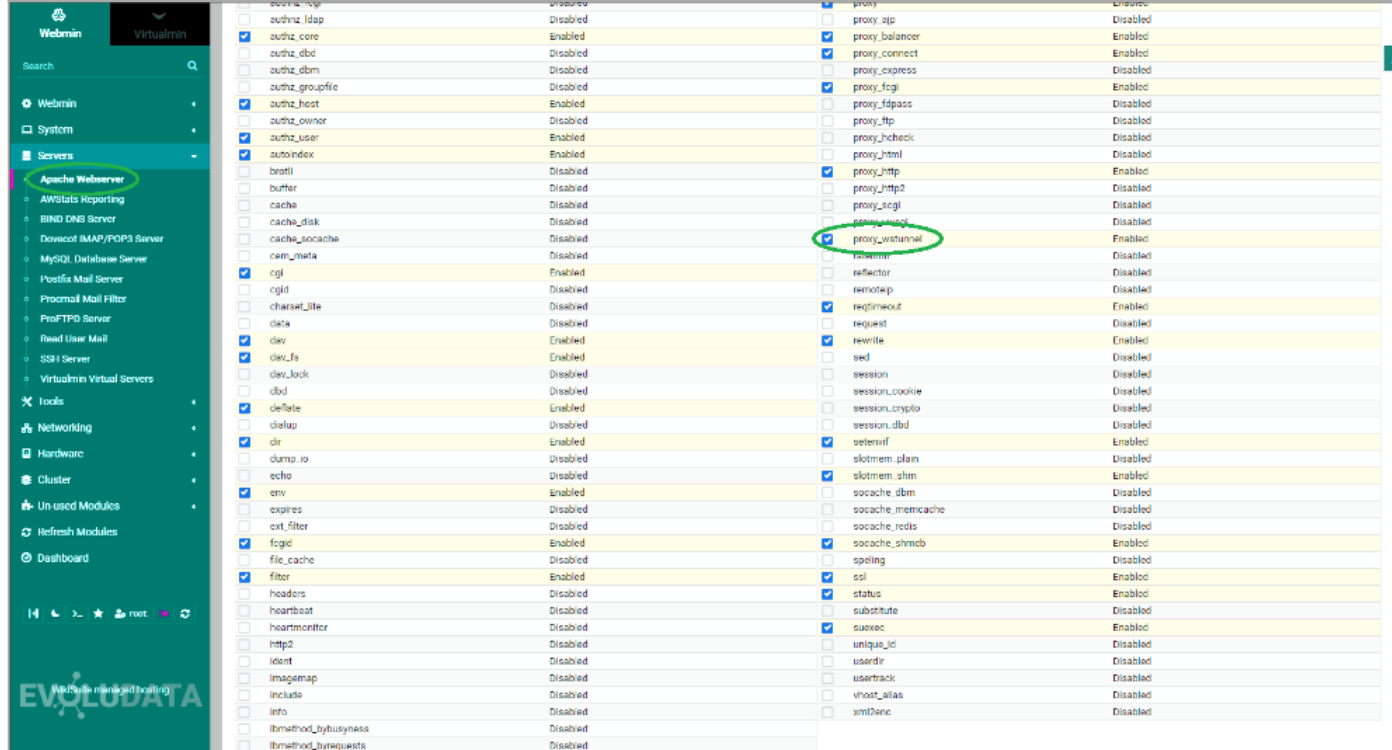 Webmin
Virtualmin
Search
Webmin
System
Servers
Apache Webserver
AWStats Reporting
BIND DNS Server
Dovecot IMAP/POP3 Server
MySQL Database Server
Postfix Mail Server
Procmail Mail Filter
ProFTPD Server
Read User Mail
SSH Server
Virtualmin Virtual Servers
Tools
Networking
Hardware
Cluster
Un-used Modules
Refresh Modules
Dashboard
root
EVOLUDATA
managed hosting
authnz_fcgi Disabled
authnz_ldap Disabled
authz_core Enabled
authz_dbd Disabled
authz_dbm Disabled
authz_groupfile Disabled
authz_host Enabled
authz_owner Disabled
authz_user Enabled
autoindex Enabled
brotli Disabled
buffer Disabled
cache Disabled
cache_disk Disabled
cache_socache Disabled
cern_meta Disabled
cgi Enabled
cgid Disabled
charset_lite Disabled
data Disabled
dav Enabled
dav_fs Enabled
dav_lock Disabled
dbd Disabled
deflate Enabled
dialup Disabled
dir Enabled
dump_io Disabled
echo Disabled
env Enabled
expires Disabled
ext_filter Disabled
fcgid Enabled
file_cache Disabled
filter Enabled
headers Disabled
heartbeat Disabled
heartmonitor Disabled
http2 Disabled
ident Disabled
imagemap Disabled
include Disabled
info Disabled
lbmethod_bybusyness Disabled
lbmethod_byrequests Disabled
proxy Enabled
proxy_ajp Disabled
proxy_balancer Enabled
proxy_connect Enabled
proxy_express Disabled
proxy_fcgi Enabled
proxy_fdpass Disabled
proxy_ftp Disabled
proxy_hcheck Disabled
proxy_html Disabled
proxy_http Enabled
proxy_http2 Disabled
proxy_scgi Disabled
proxy_uwsgi Disabled
proxy_wstunnel Enabled
ratelimit Disabled
reflector Disabled
remoteip Disabled
reqtimeout Enabled
request Disabled
rewrite Enabled
sed Disabled
session Disabled
session_cookie Disabled
session_crypto Disabled
session_dbd Disabled
setenvif Enabled
slotmem_plain Disabled
slotmem_shm Enabled
socache_dbm Disabled
socache_memcache Disabled
socache_redis Disabled
socache_shmcb Enabled
speling Disabled
ssl Enabled
status Enabled
substitute Disabled
suexec Enabled
unique_id Disabled
userdir Disabled
usertrack Disabled
vhost_alias Disabled
xml2enc Disabled